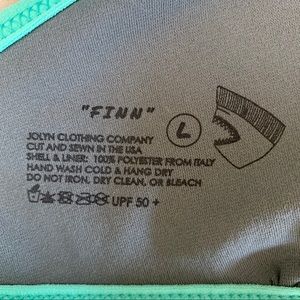 "FINN"
L
JOLYN CLOTHING COMPANY
CUT AND SEWN IN THE USA
SHELL & LINER: 100% POLYESTER FROM ITALY
HAND WASH COLD & HANG DRY
DO NOT IRON, DRY CLEAN, OR BLEACH
UPF 50 +